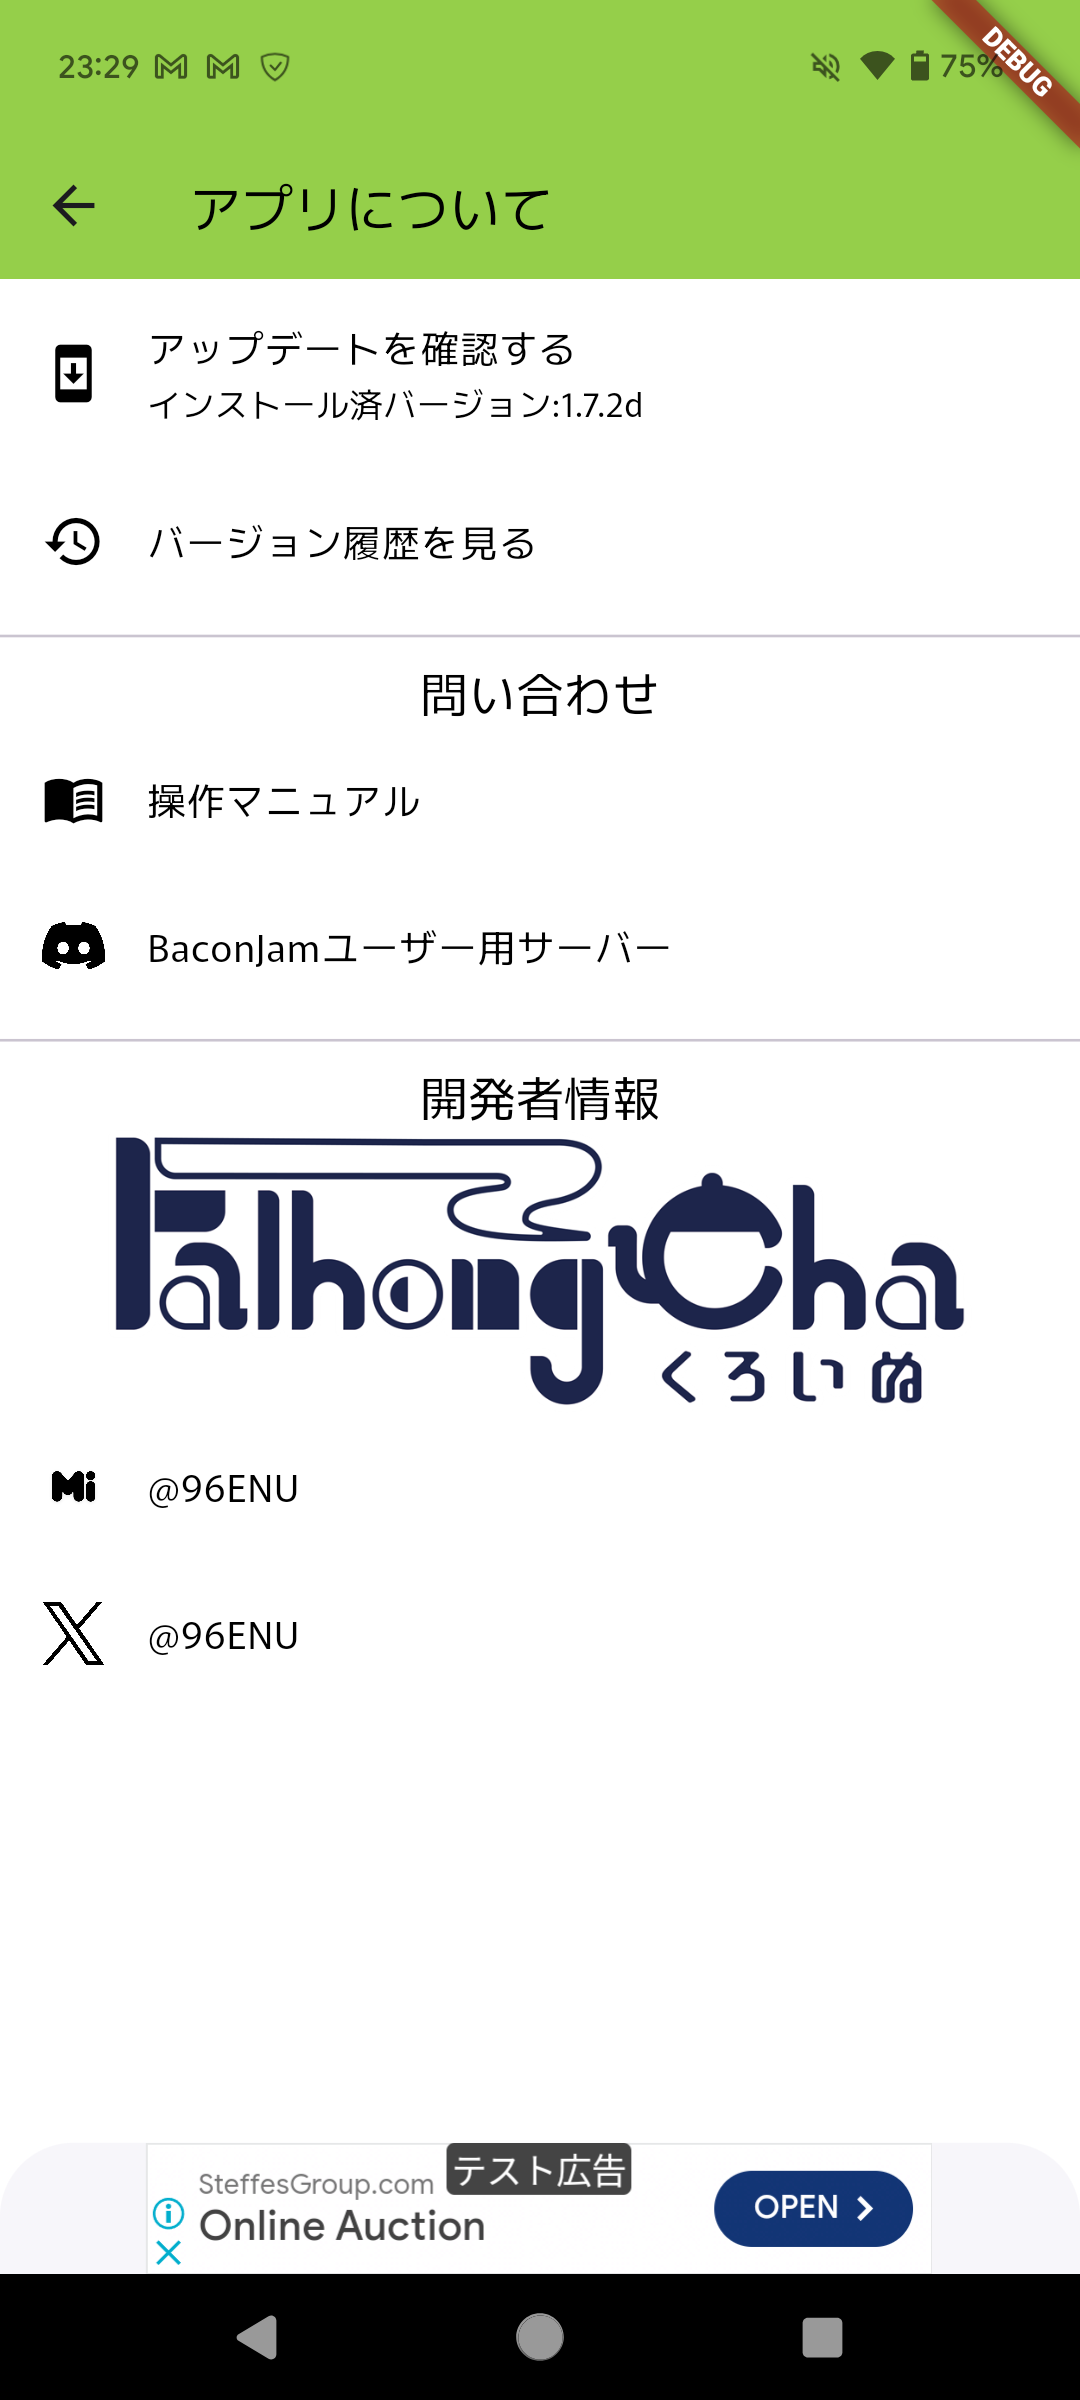 23:29
75%
DEBUG
アプリについて
アップデートを確認する
インストール済バージョン:1.7.2d
バージョン履歴を見る
問い合わせ
操作マニュアル
BaconJamユーザー用サーバー
開発者情報
FalhongCha
くろいぬ
Mi
@96ENU
@96ENU
テスト広告
SteffesGroup.com
Online Auction
OPEN